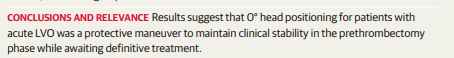 CONCLUSIONS AND RELEVANCE Results suggest that 0° head positioning for patients with
acute LVO was a protective maneuver to maintain clinical stability in the prethrombectomy
phase while awaiting definitive treatment.